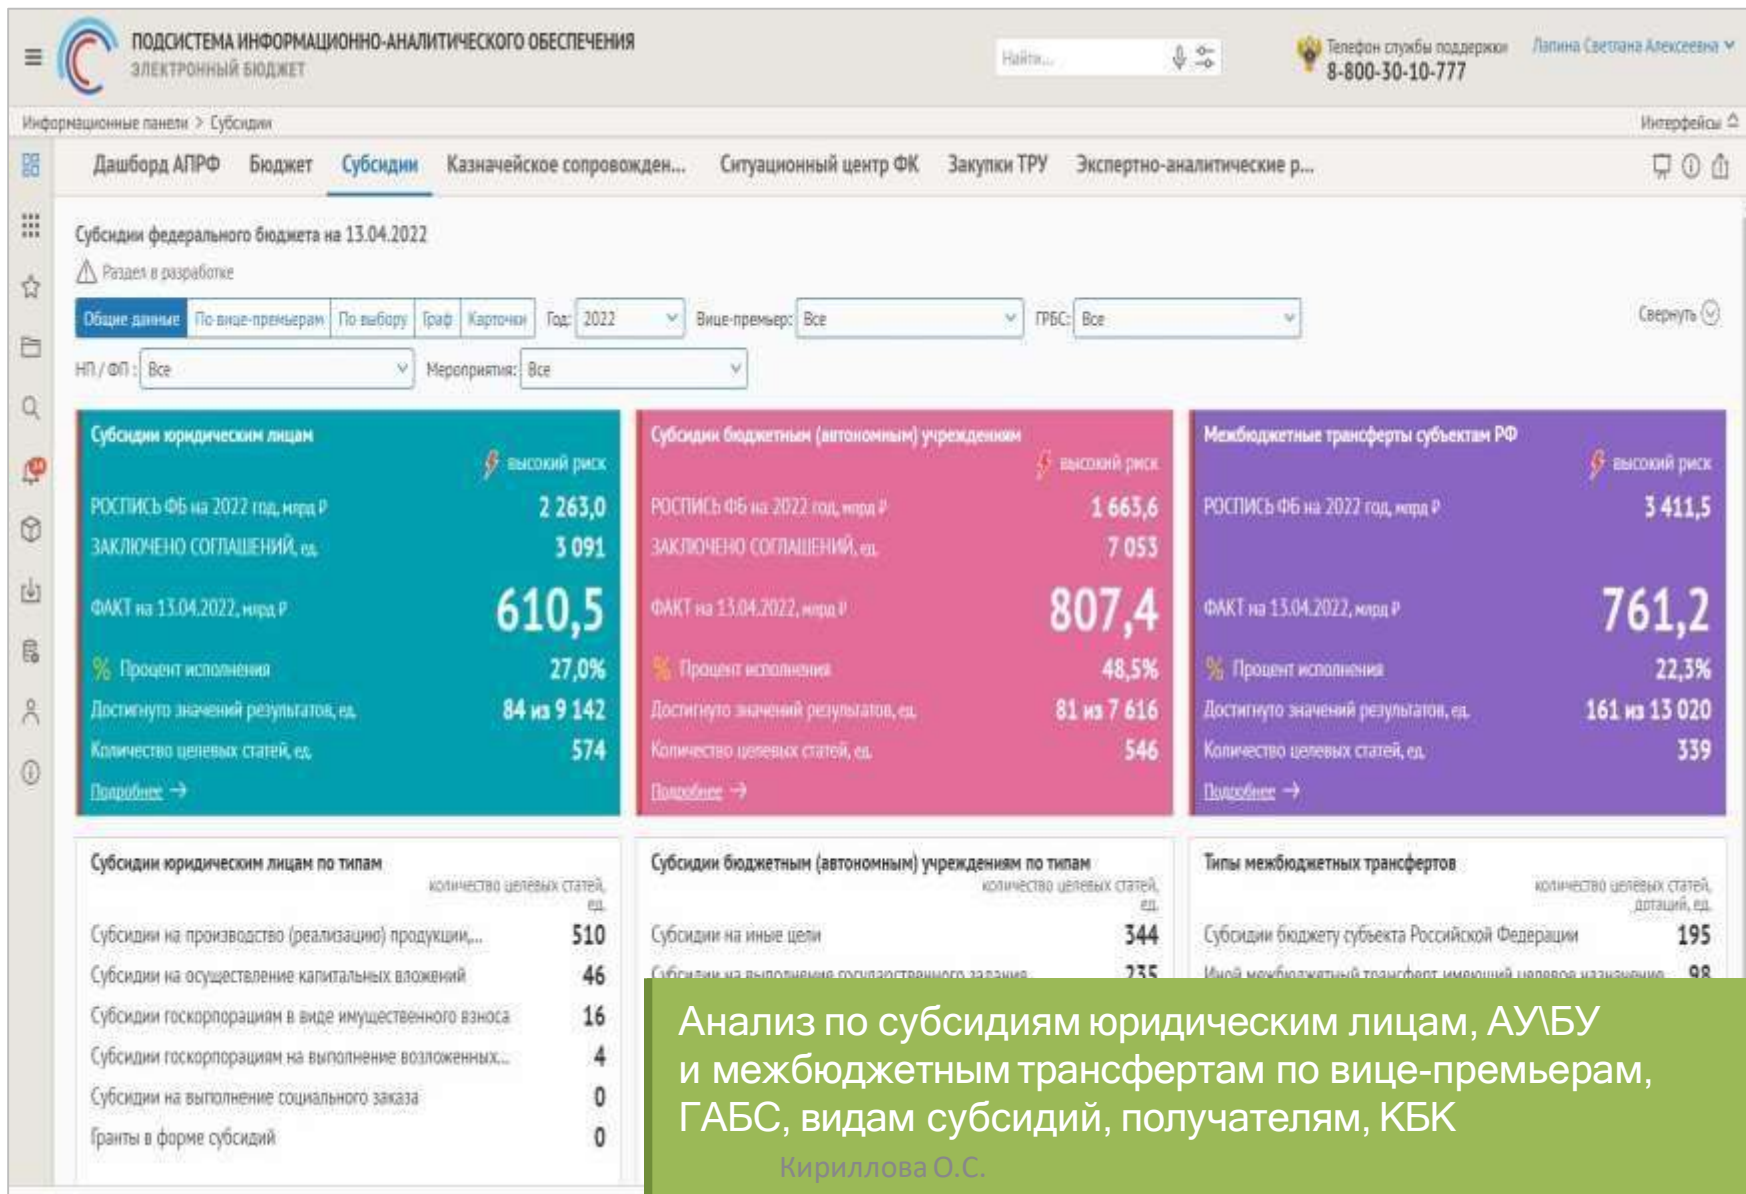 ПОДСИСТЕМА ИНФОРМАЦИОННО-АНАЛИТИЧЕСКОГО ОБЕСПЕЧЕНИЯ
ЭЛЕКТРОННЫЙ БЮДЖЕТ
Найти...
Телефон службы поддержки
8-800-30-10-777
Лапина Светлана Алексеевна
Информационные панели > Субсидии
Интерфейсы
Дашборд АПРФ Бюджет Субсидии Казначейское сопровожден... Ситуационный центр ФК Закупки ТРУ Экспертно-аналитические р...
Субсидии федерального бюджета на 13.04.2022
Раздел в разработке
Общие данные По вице-премьерам По выбору Граф Карточки Год: 2022 Вице-премьер: Все ГРБС: Все Свернуть
НП / ФП : Все Мероприятия: Все
Субсидии юридическим лицам
высокий риск
РОСПИСЬ ФБ на 2022 год, млрд ₽ 2 263,0
ЗАКЛЮЧЕНО СОГЛАШЕНИЙ, ед. 3 091
ФАКТ на 13.04.2022, млрд ₽ 610,5
% Процент исполнения 27,0%
Достигнуто значений результатов, ед. 84 из 9 142
Количество целевых статей, ед. 574
Подробнее →
Субсидии бюджетным (автономным) учреждениям
высокий риск
РОСПИСЬ ФБ на 2022 год, млрд ₽ 1 663,6
ЗАКЛЮЧЕНО СОГЛАШЕНИЙ, ед. 7 053
ФАКТ на 13.04.2022, млрд ₽ 807,4
% Процент исполнения 48,5%
Достигнуто значений результатов, ед. 81 из 7 616
Количество целевых статей, ед. 546
Подробнее →
Межбюджетные трансферты субъектам РФ
высокий риск
РОСПИСЬ ФБ на 2022 год, млрд ₽ 3 411,5
ФАКТ на 13.04.2022, млрд ₽ 761,2
% Процент исполнения 22,3%
Достигнуто значений результатов, ед. 161 из 13 020
Количество целевых статей, ед. 339
Подробнее →
Субсидии юридическим лицам по типам
количество целевых статей,
ед.
Субсидии на производство (реализацию) продукции,... 510
Субсидии на осуществление капитальных вложений 46
Субсидии госкорпорациям в виде имущественного взноса 16
Субсидии госкорпорациям на выполнение возложенных... 4
Субсидии на выполнение социального заказа 0
Гранты в форме субсидий 0
Субсидии бюджетным (автономным) учреждениям по типам
количество целевых статей,
ед.
Субсидии на иные цели 344
Субсидии на выполнение государственного задания 235
Типы межбюджетных трансфертов
количество целевых статей,
дотаций, ед.
Субсидии бюджету субъекта Российской Федерации 195
Иной межбюджетный трансферт, имеющий целевое назначение 98
Анализ по субсидиям юридическим лицам, АУ\БУ
и межбюджетным трансфертам по вице-премьерам,
ГАБС, видам субсидий, получателям, КБК
Кириллова О.С.